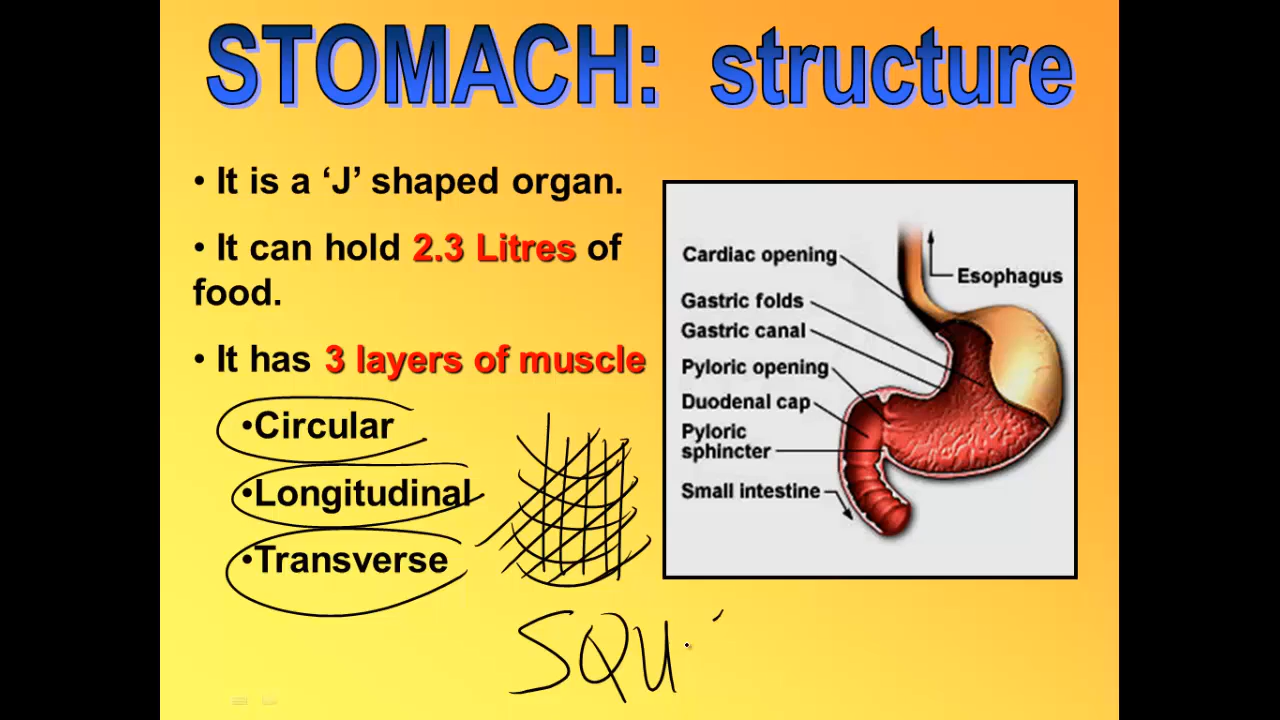 STOMACH: structure
• It is a ‘J’ shaped organ.
• It can hold 2.3 Litres of
food.
• It has 3 layers of muscle
•Circular
•Longitudinal
•Transverse
SQU
Cardiac opening
Esophagus
Gastric folds
Gastric canal
Pyloric opening
Duodenal cap
Pyloric
sphincter
Small intestine